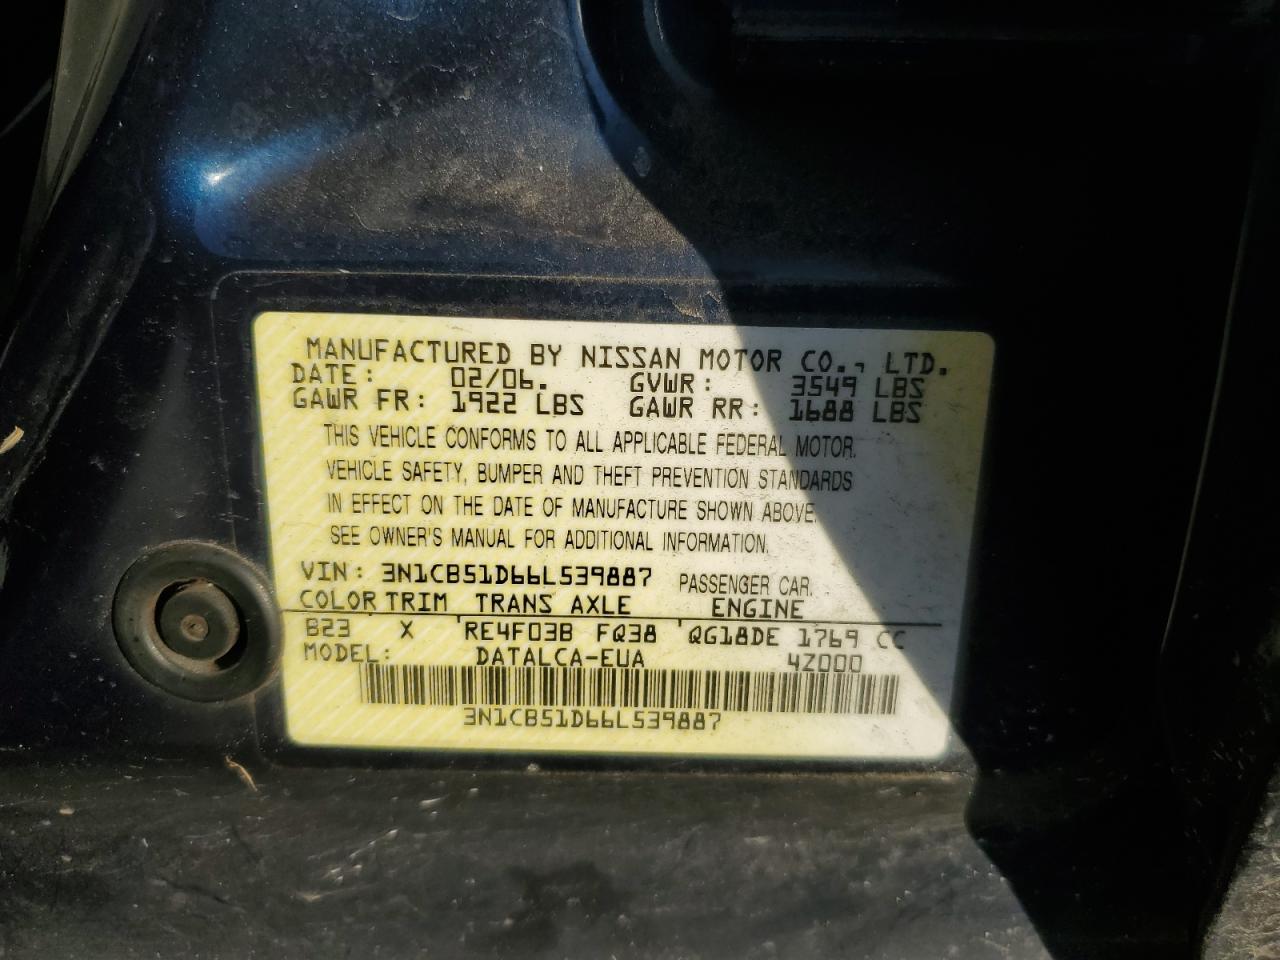 MANUFACTURED BY NISSAN MOTOR CO., LTD.
DATE: 02/06. GVWR: 3549 LBS
GAWR FR: 1922 LBS GAWR RR: 1688 LBS
THIS VEHICLE CONFORMS TO ALL APPLICABLE FEDERAL MOTOR.
VEHICLE SAFETY, BUMPER AND THEFT PREVENTION STANDARDS
IN EFFECT ON THE DATE OF MANUFACTURE SHOWN ABOVE.
SEE OWNER'S MANUAL FOR ADDITIONAL INFORMATION.
VIN: 3N1CB51D66L539887 PASSENGER CAR.
COLOR TRIM TRANS AXLE ENGINE
B23 X RE4F03B FQ38 QG18DE 1769 CC
MODEL: DATALCA-EUA 4Z000
3N1CB51D66L539887